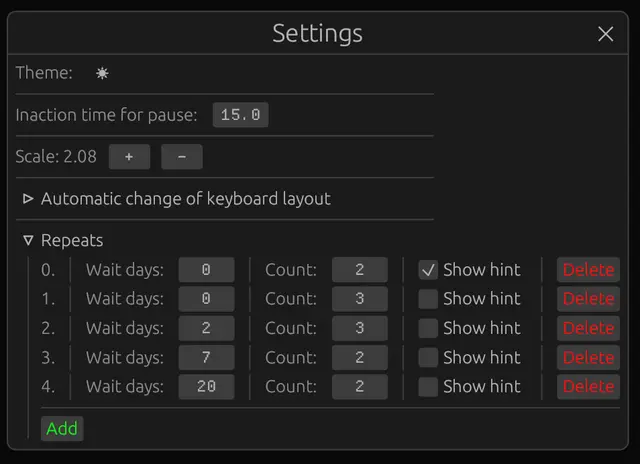 Settings
Theme:
Inaction time for pause: 15.0
Scale: 2.08 + -
Automatic change of keyboard layout
Repeats
0. Wait days: 0 Count: 2 Show hint Delete
1. Wait days: 0 Count: 3 Show hint Delete
2. Wait days: 2 Count: 3 Show hint Delete
3. Wait days: 7 Count: 2 Show hint Delete
4. Wait days: 20 Count: 2 Show hint Delete
Add